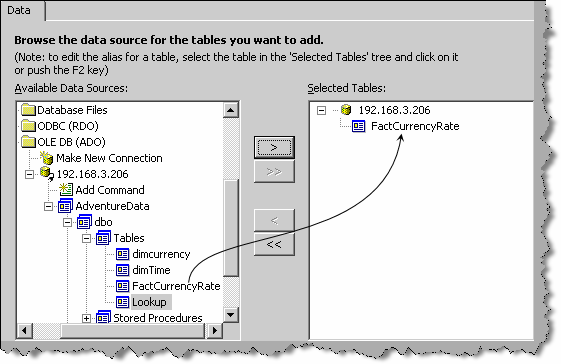 Data
Browse the data source for the tables you want to add.
(Note: to edit the alias for a table, select the table in the 'Selected Tables' tree and click on it
or push the F2 key)
Available Data Sources:
Database Files
ODBC (RDO)
OLE DB (ADO)
Make New Connection
192.168.3.206
Add Command
AdventureData
dbo
Tables
dimcurrency
dimTime
FactCurrencyRate
Lookup
Stored Procedures
>
>>
<
<<
Selected Tables:
192.168.3.206
FactCurrencyRate